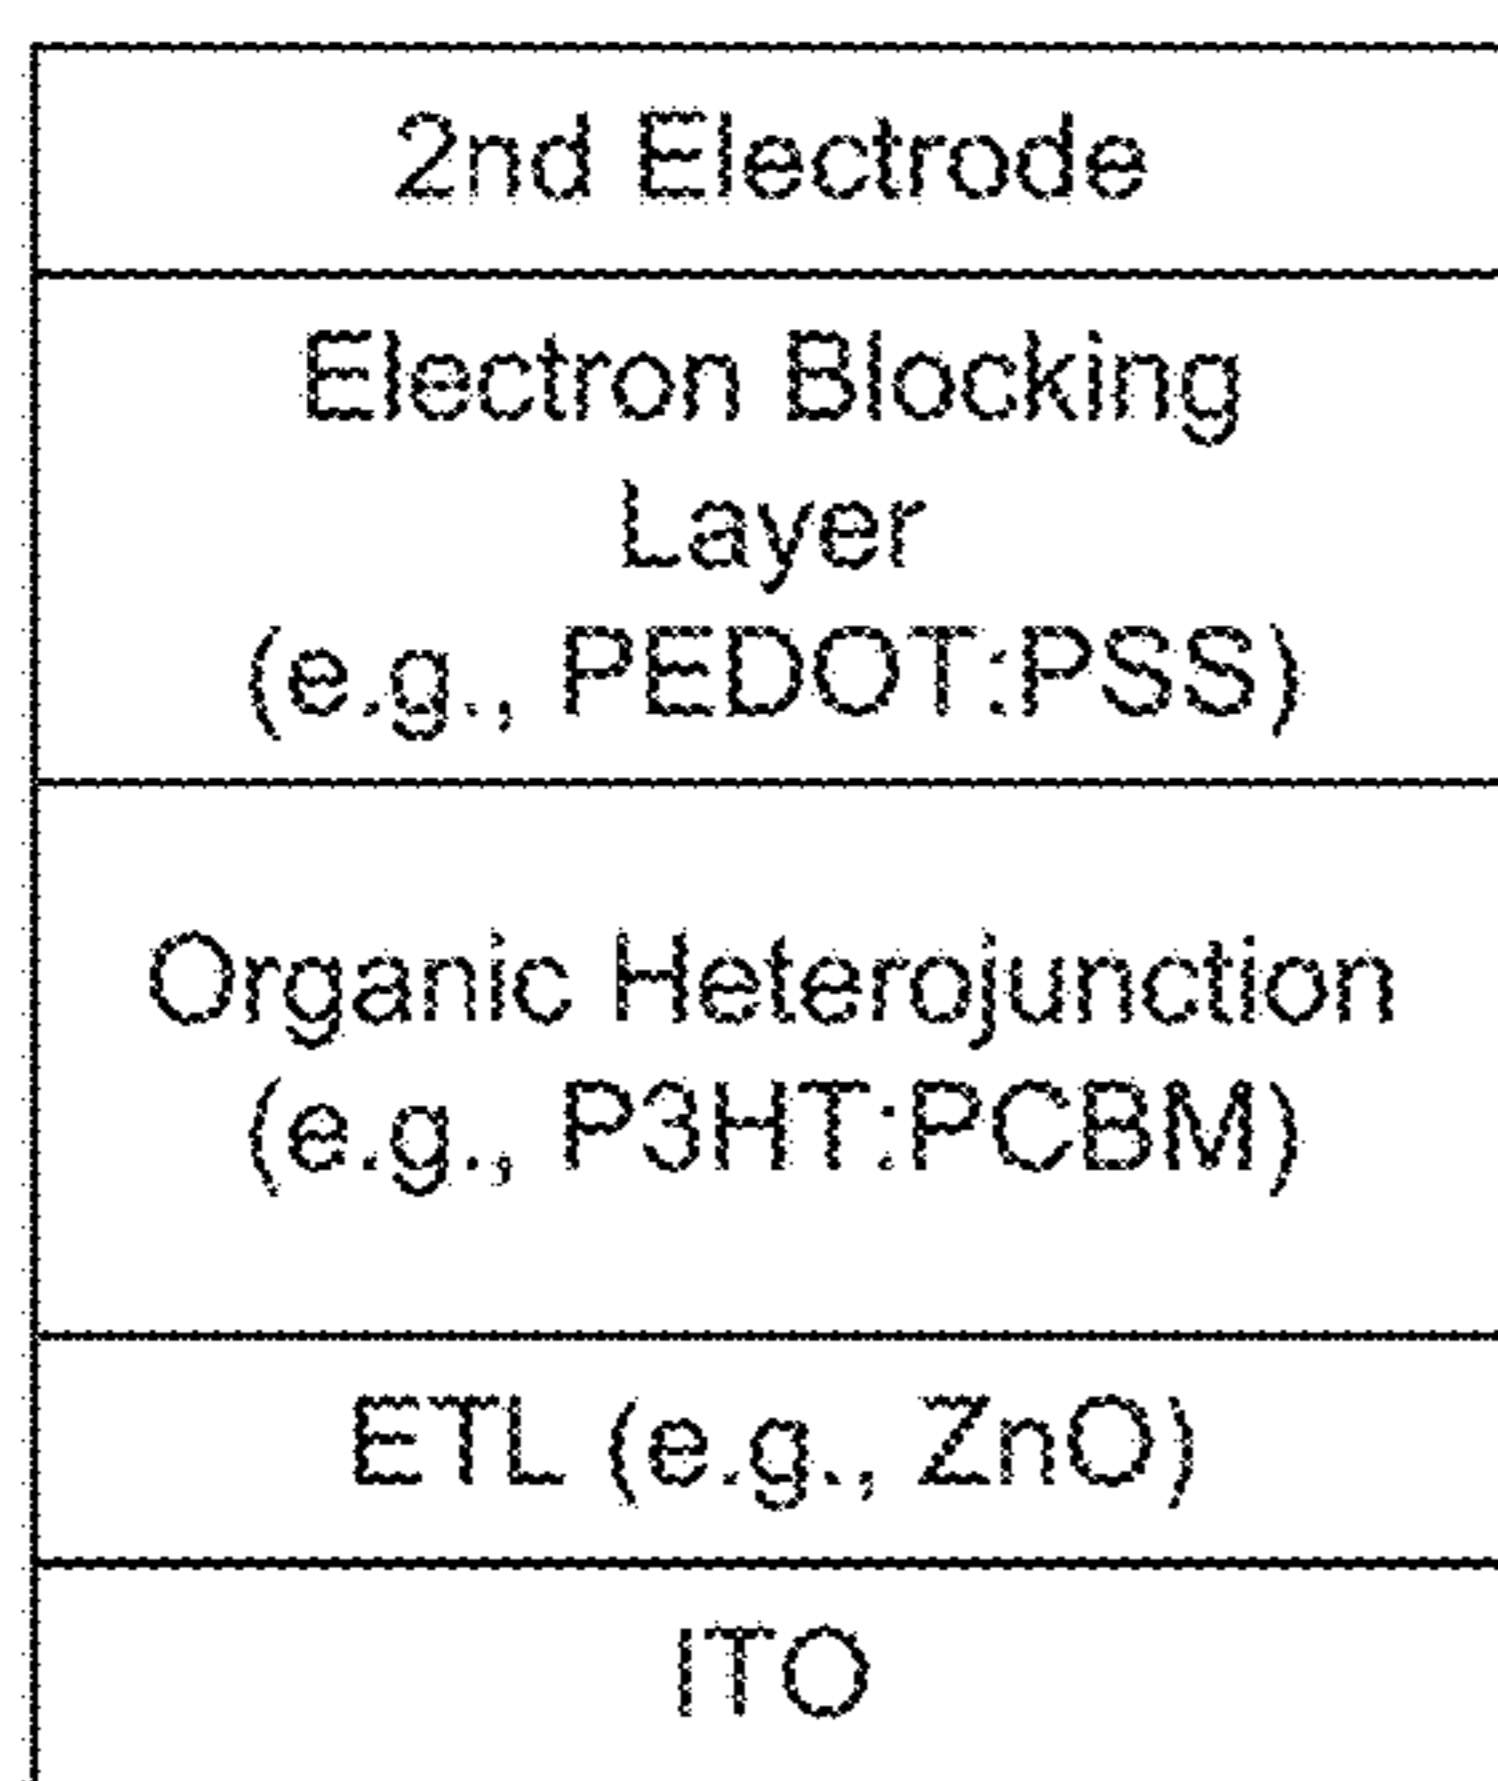 2nd Electrode
Electron Blocking
Layer
(e.g., PEDOT:PSS)
Organic Heterojunction
(e.g., P3HT:PCBM)
ETL (e.g., ZnO)
ITO